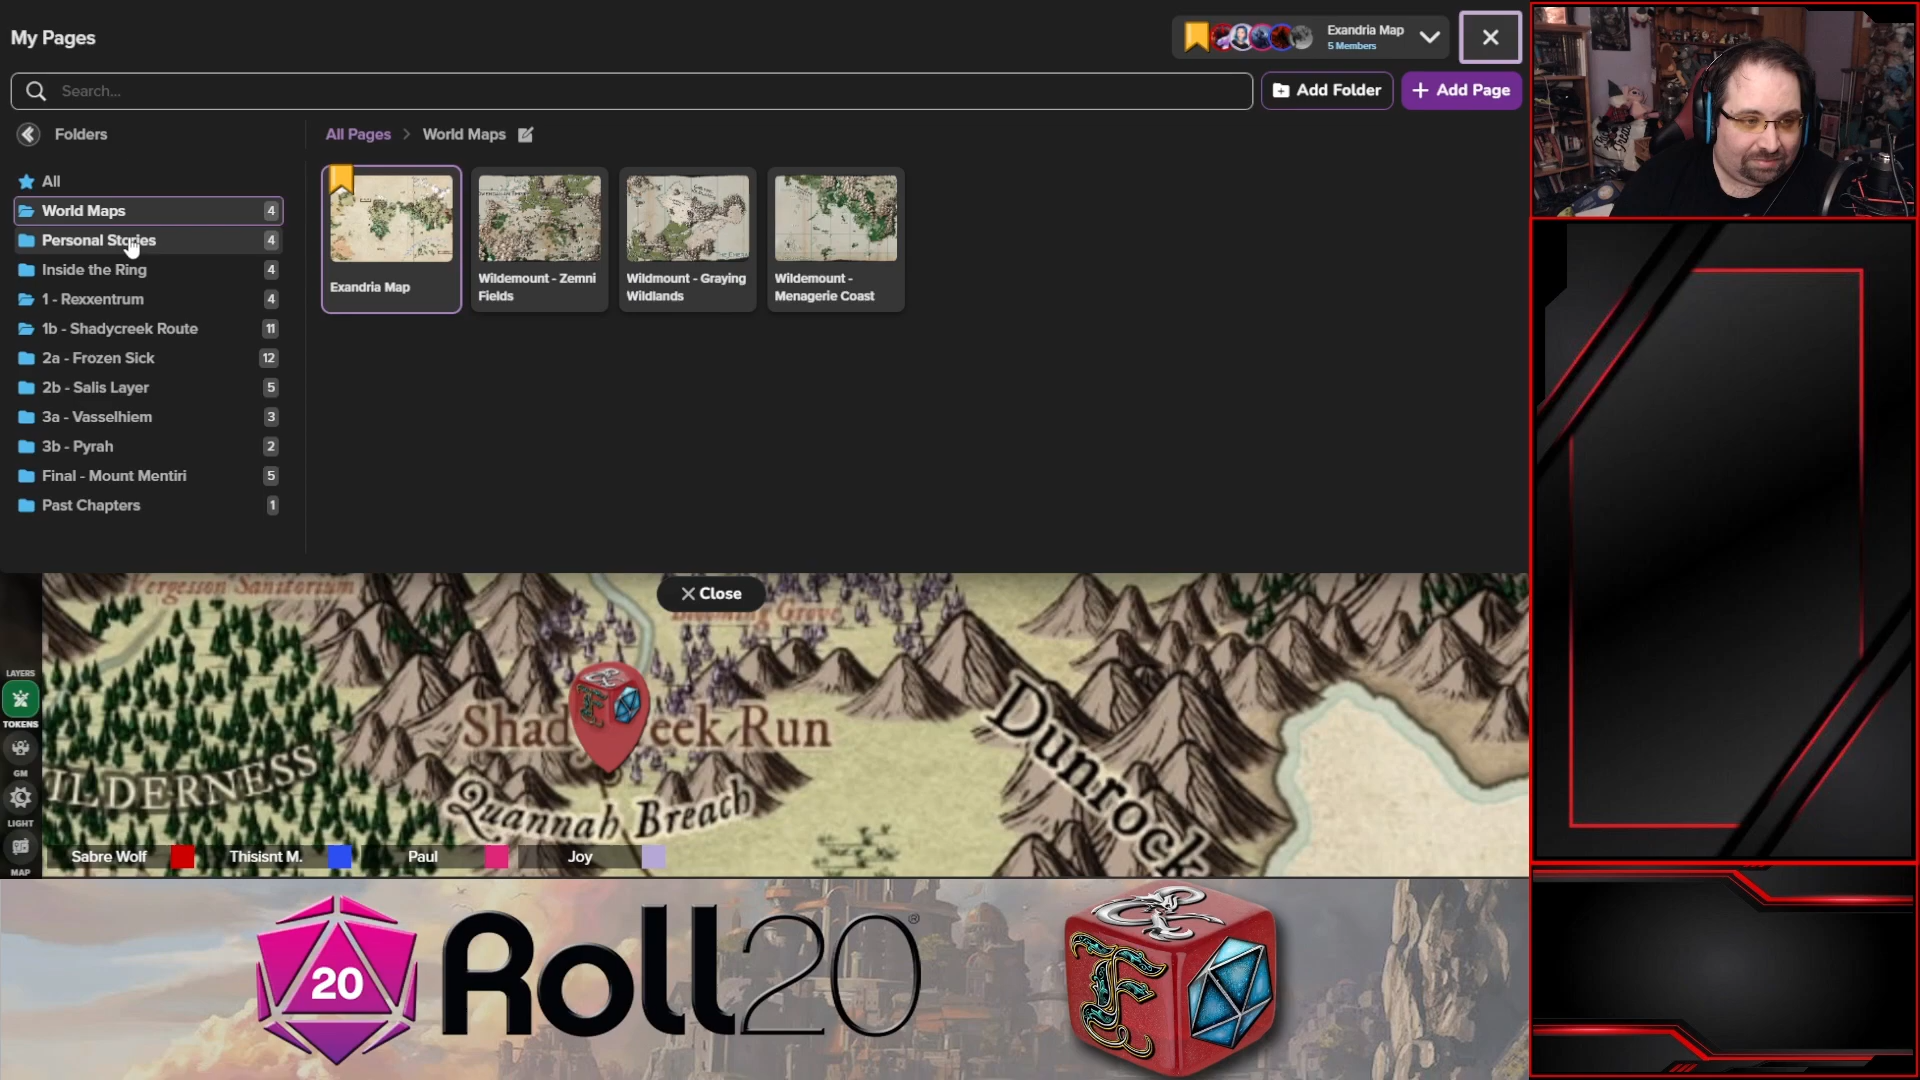 My Pages
Exandria Map
5 Members
Search...
Add Folder
+ Add Page
Folders
All Pages > World Maps
All
World Maps 4
Personal Stories 4
Inside the Ring 4
1 - Rexxentrum 4
1b - Shadycreek Route 11
2a - Frozen Sick 12
2b - Salis Layer 5
3a - Vasselhiem 3
3b - Pyrah 2
Final - Mount Mentiri 5
Past Chapters 1
Exandria Map
Wildemount - Zemni
Fields
Wildmount - Graying
Wildlands
Wildemount -
Menagerie Coast
Close
Pergesson Sanitorium
Blooming Grove
Shad eek Run
Quannah Breach
Dunrock
ILDERNESS
LAYERS
TOKENS
GM
LIGHT
MAP
Sabre Wolf
Thisisnt M.
Paul
Joy
20
Roll20®